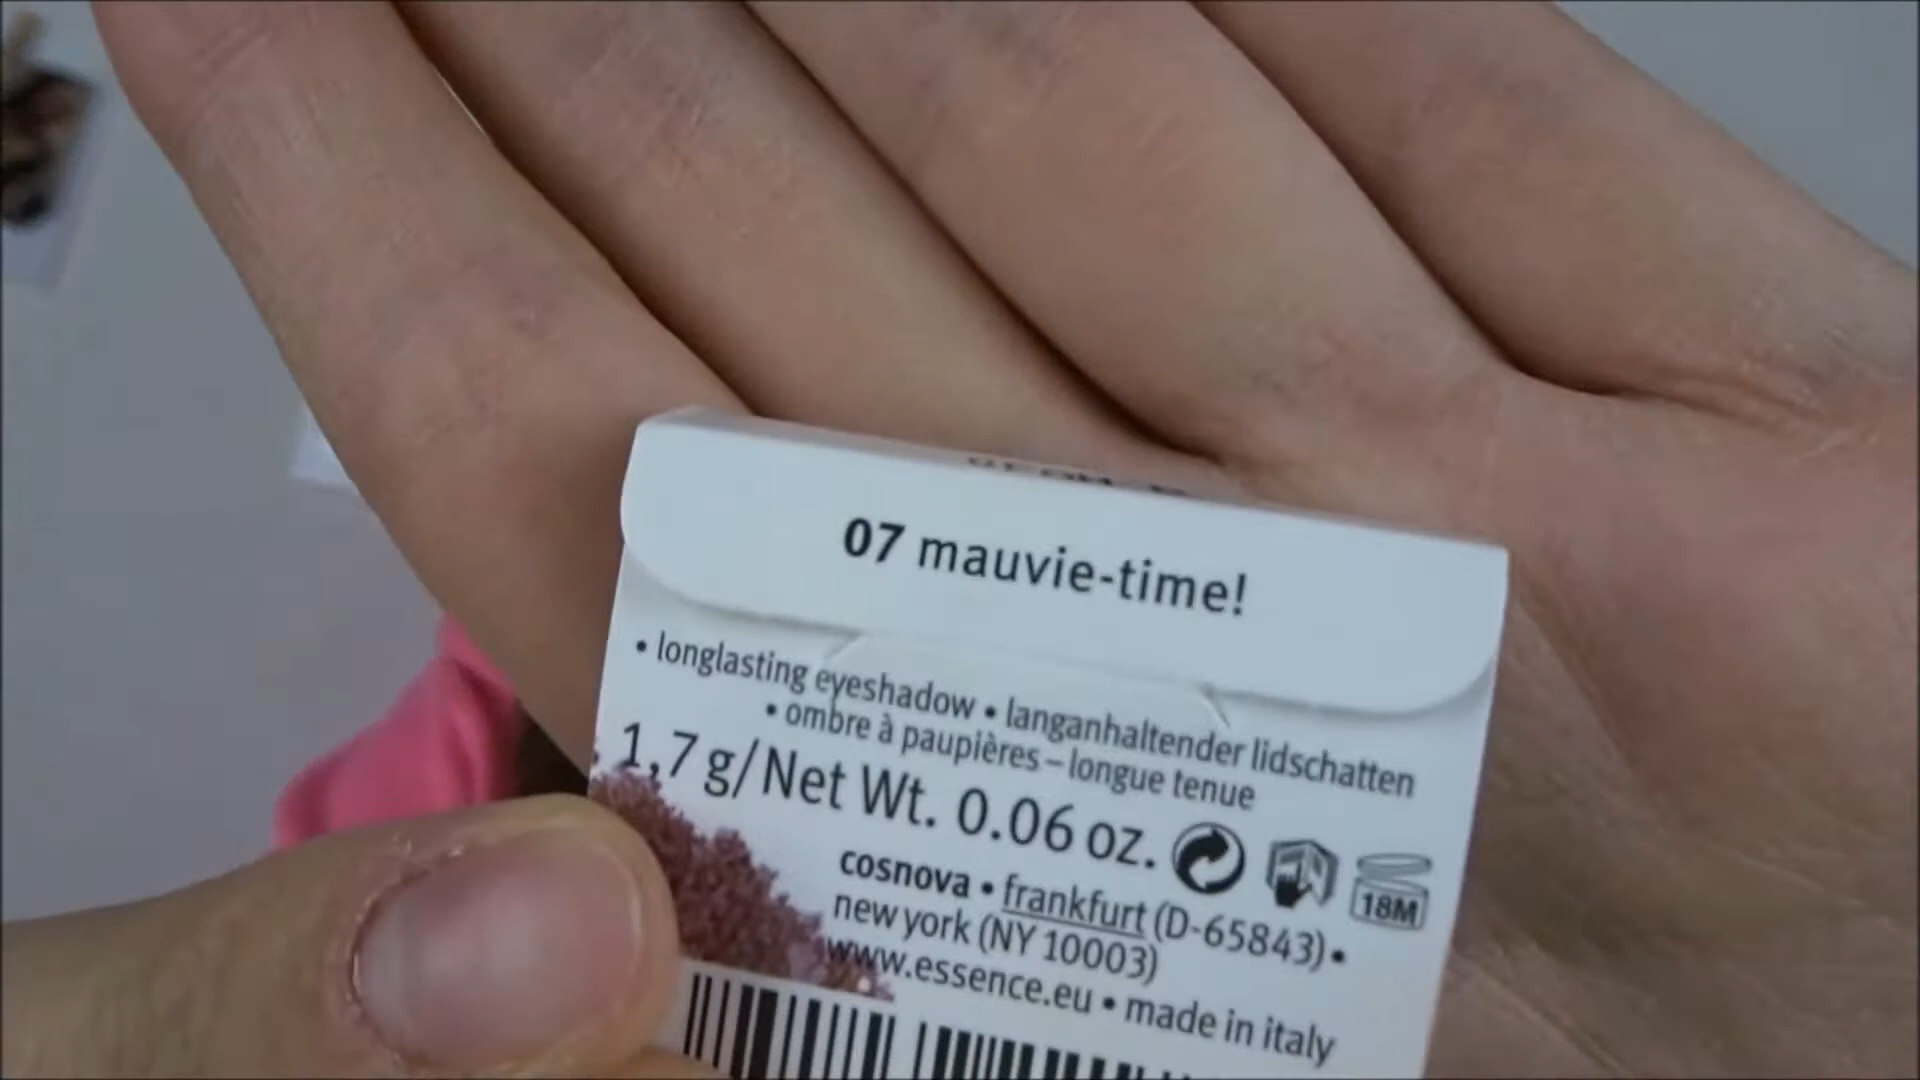 07 mauvie-time!
• longlasting eyeshadow • langanhaltender lidschatten
• ombre à paupières – longue tenue
1,7 g/Net Wt. 0.06 oz.
18M
cosnova • frankfurt (D-65843) •
new york (NY 10003)
www.essence.eu • made in italy